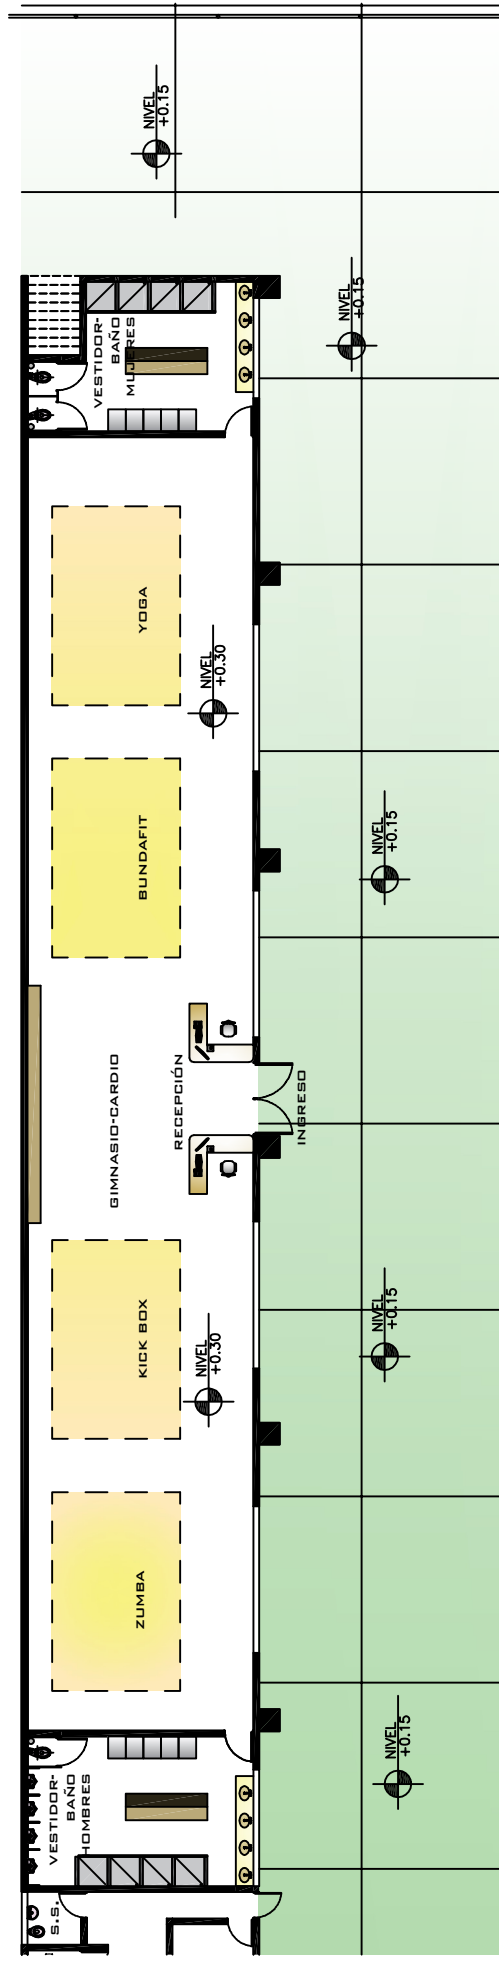 NIVEL
+0.15
NIVEL
+0.15
VESTIDOR-
BAÑO
MUJERES
YOGA
NIVEL
+0.30
BUNDAFIT
NIVEL
+0.15
GIMNASIO-CARDIO
RECEPCIÓN
INGRESO
KICK BOX
NIVEL
+0.30
NIVEL
+0.15
ZUMBA
NIVEL
+0.15
VESTIDOR-
BAÑO
HOMBRES
S.S.